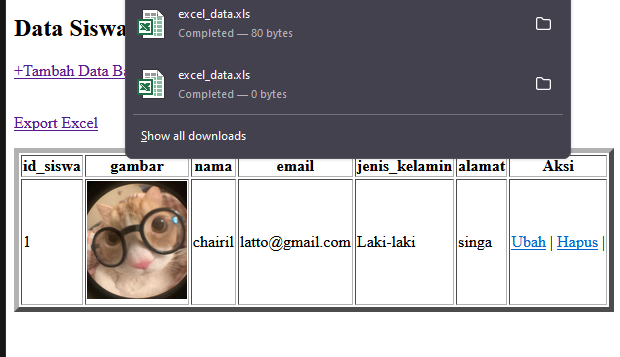 Data Siswa
+Tambah Data Ba
Export Excel
excel_data.xls
Completed — 80 bytes
excel_data.xls
Completed — 0 bytes
Show all downloads
id_siswa gambar nama email jenis_kelamin alamat Aksi
1 chairil latto@gmail.com Laki-laki singa Ubah | Hapus |